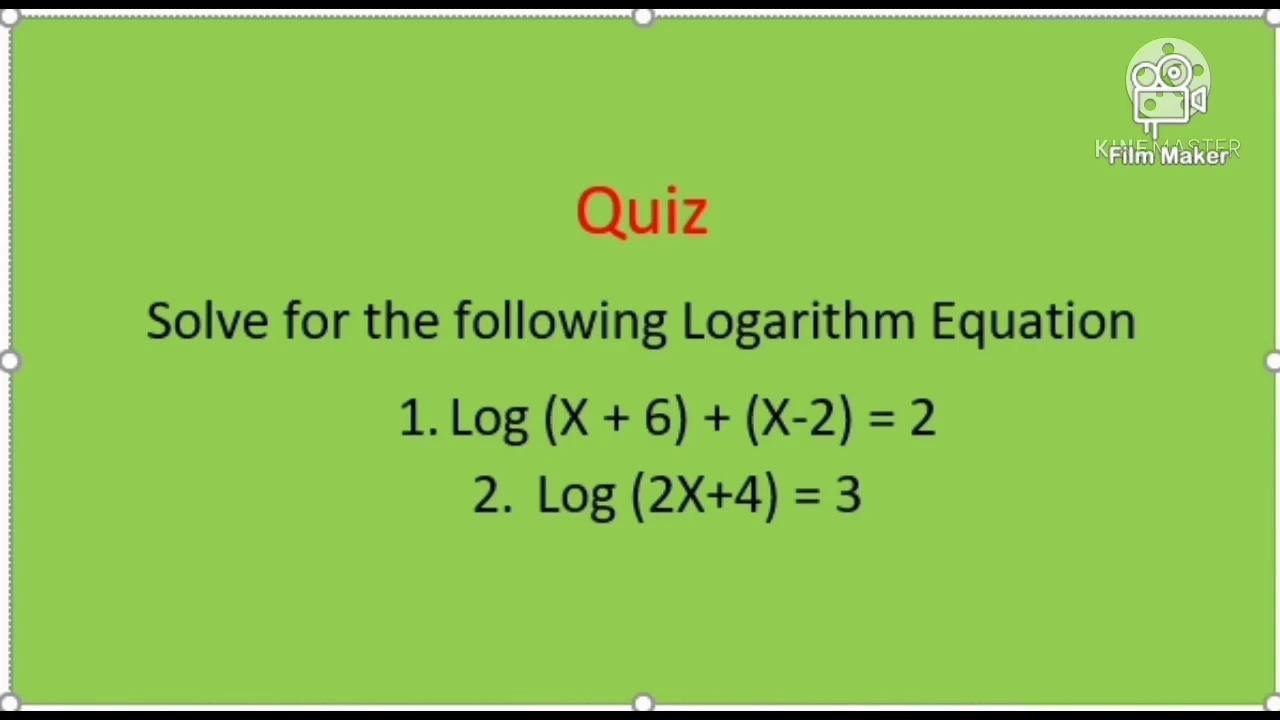 KINEMASTER
Film Maker
Quiz
Solve for the following Logarithm Equation
1. Log (X + 6) + (X-2) = 2
2. Log (2X+4) = 3